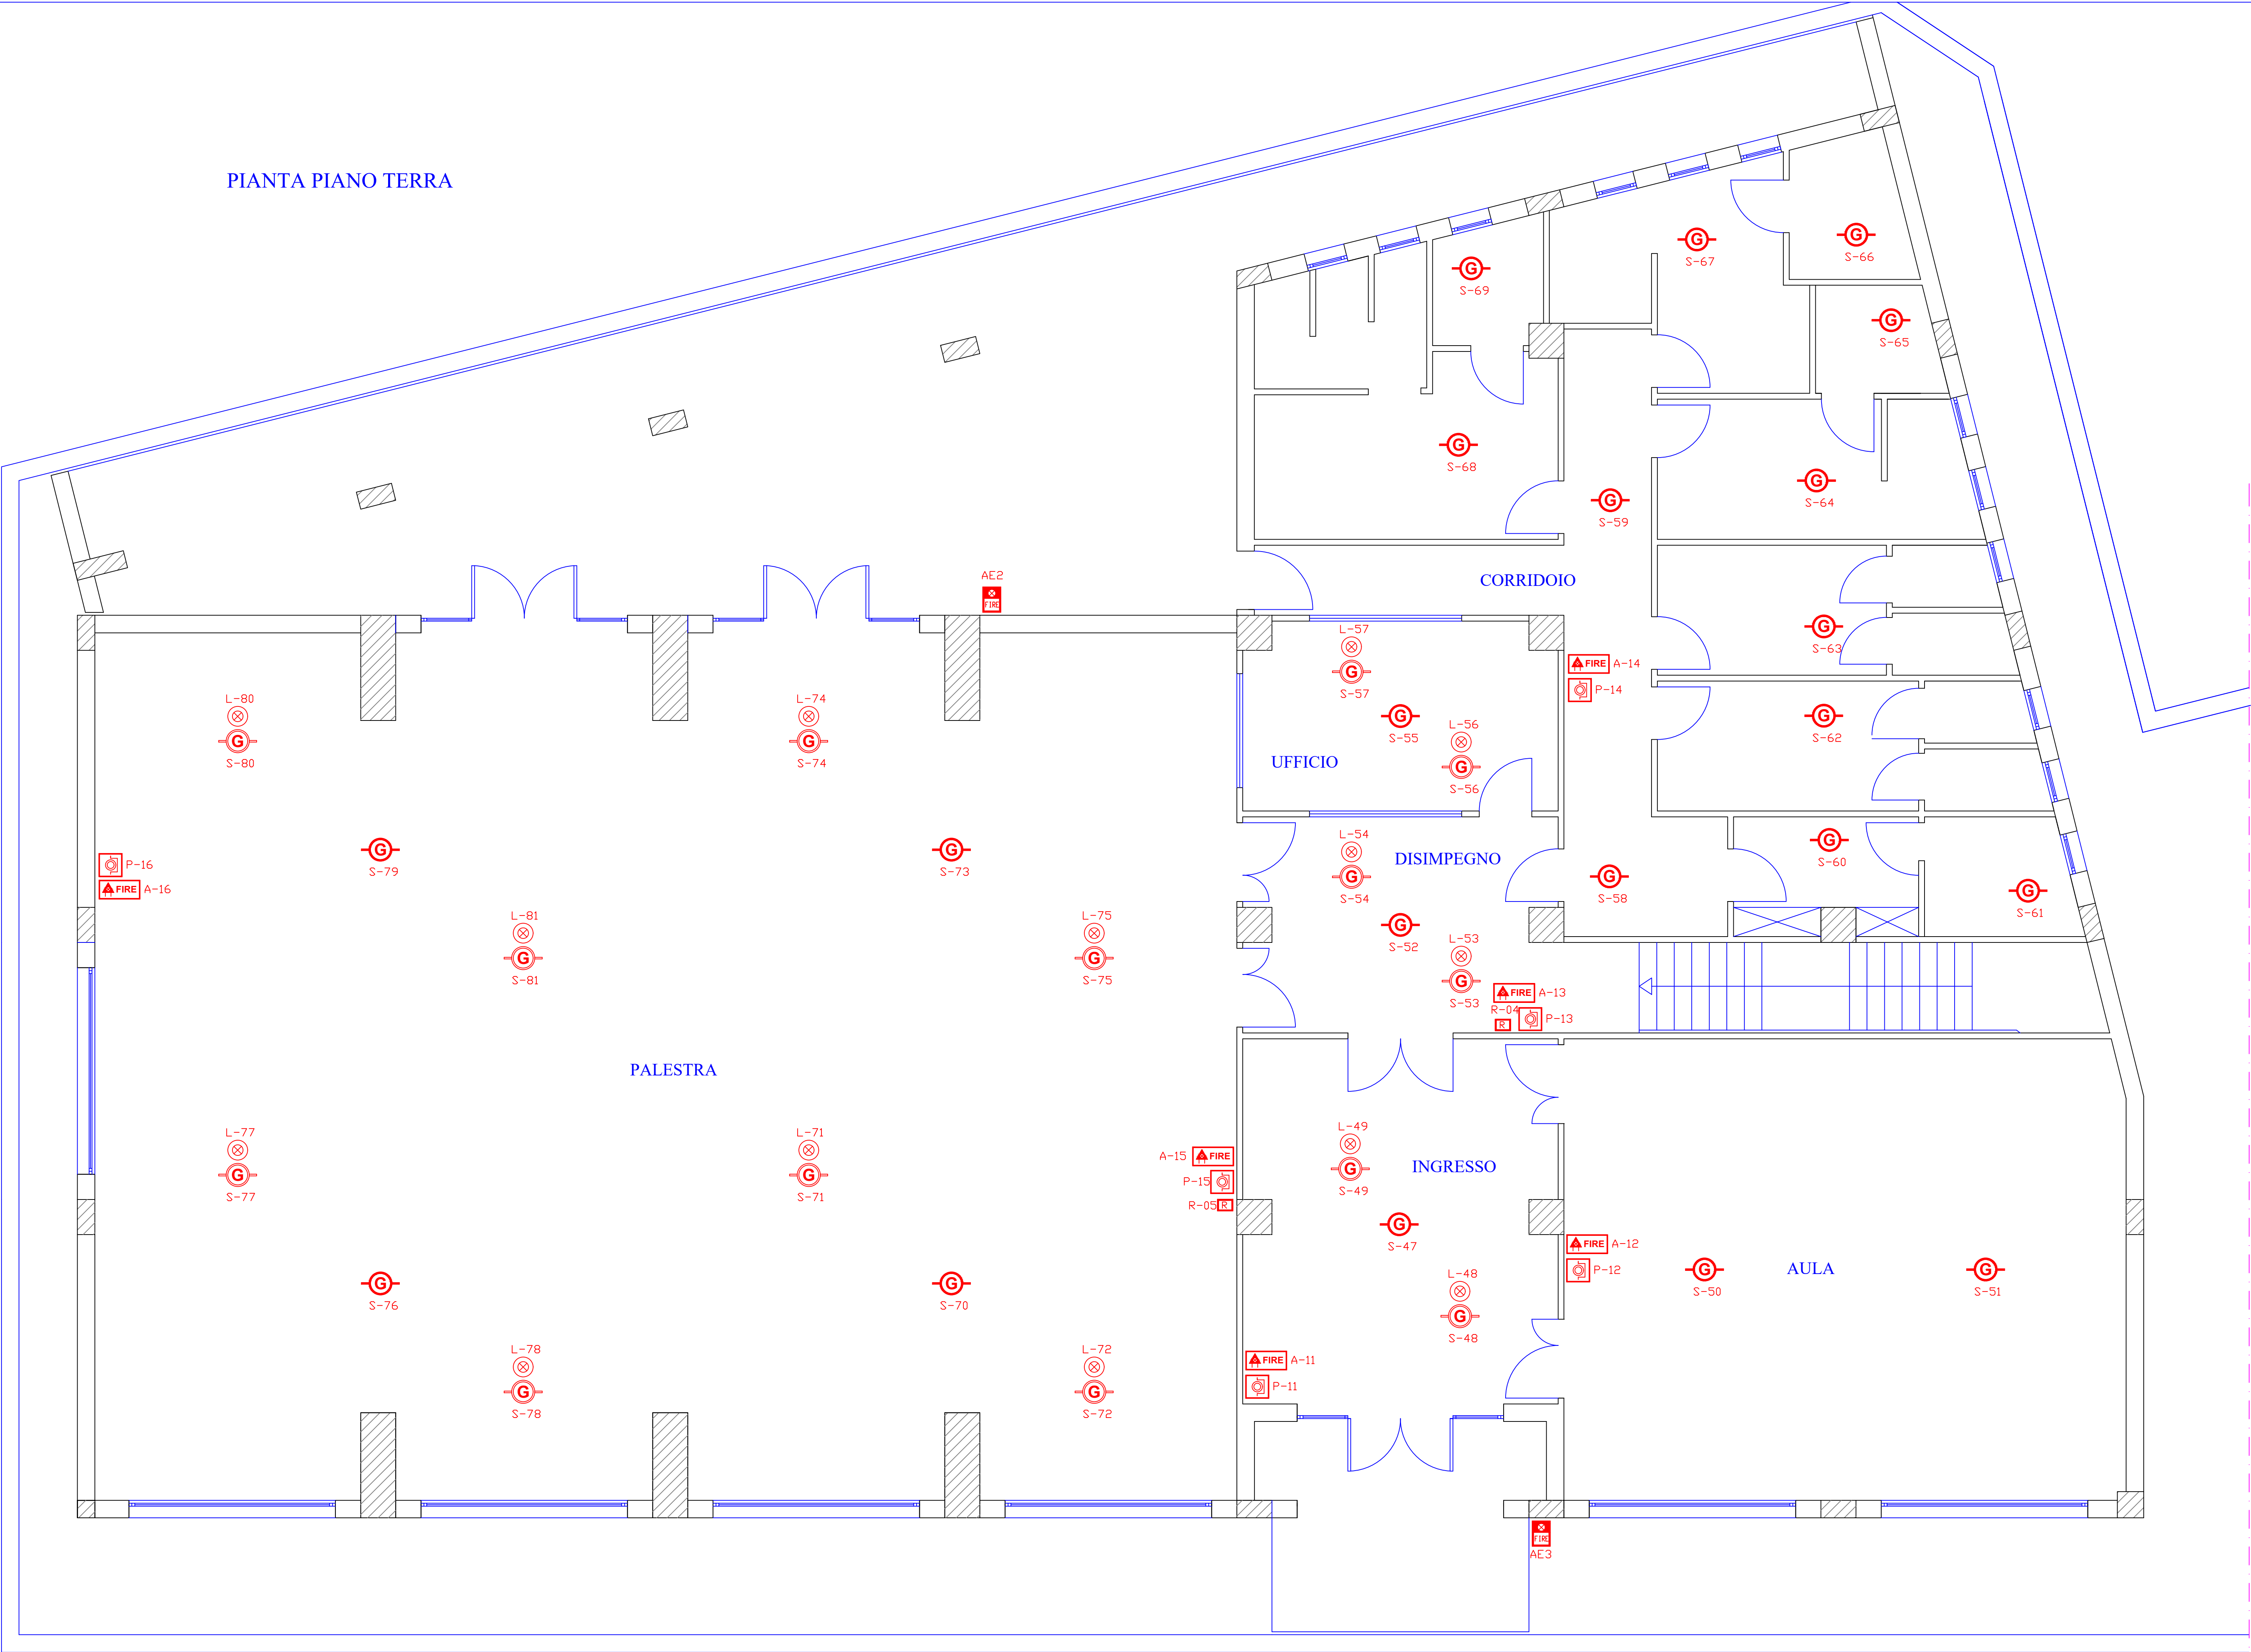 PIANTA PIANO TERRA
G
S-66
G
S-67
G
S-69
G
S-65
G
S-68
G
S-64
G
S-59
AE2
FIRE
CORRIDOIO
G
S-63
L-57
G
S-57
FIRE A-14
P-14
L-80
G
S-80
L-74
G
S-74
G
S-55
L-56
G
S-56
G
S-62
UFFICIO
P-16
FIRE A-16
G
S-79
G
S-73
L-54
G
S-54
DISIMPEGNO
G
S-58
G
S-60
G
S-61
L-81
G
S-81
L-75
G
S-75
G
S-52
L-53
G
S-53
FIRE A-13
R-04
R
P-13
PALESTRA
L-77
G
S-77
L-71
G
S-71
A-15 FIRE
P-15
R-05 R
L-49
G
S-49
INGRESSO
G
S-47
FIRE A-12
P-12
G
S-50
AULA
G
S-51
G
S-76
G
S-70
L-48
G
S-48
L-78
G
S-78
L-72
G
S-72
FIRE A-11
P-11
FIRE
AE3